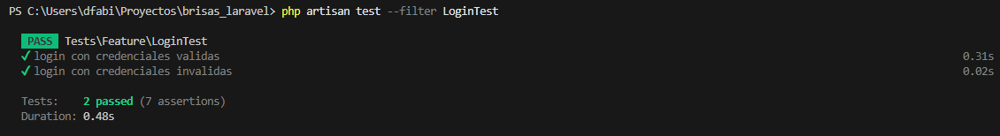 PS C:\Users\dfabi\Proyectos\brisas_laravel> php artisan test --filter LoginTest
PASS Tests\Feature\LoginTest
✓ login con credenciales validas 0.31s
✓ login con credenciales invalidas 0.02s
Tests: 2 passed (7 assertions)
Duration: 0.48s